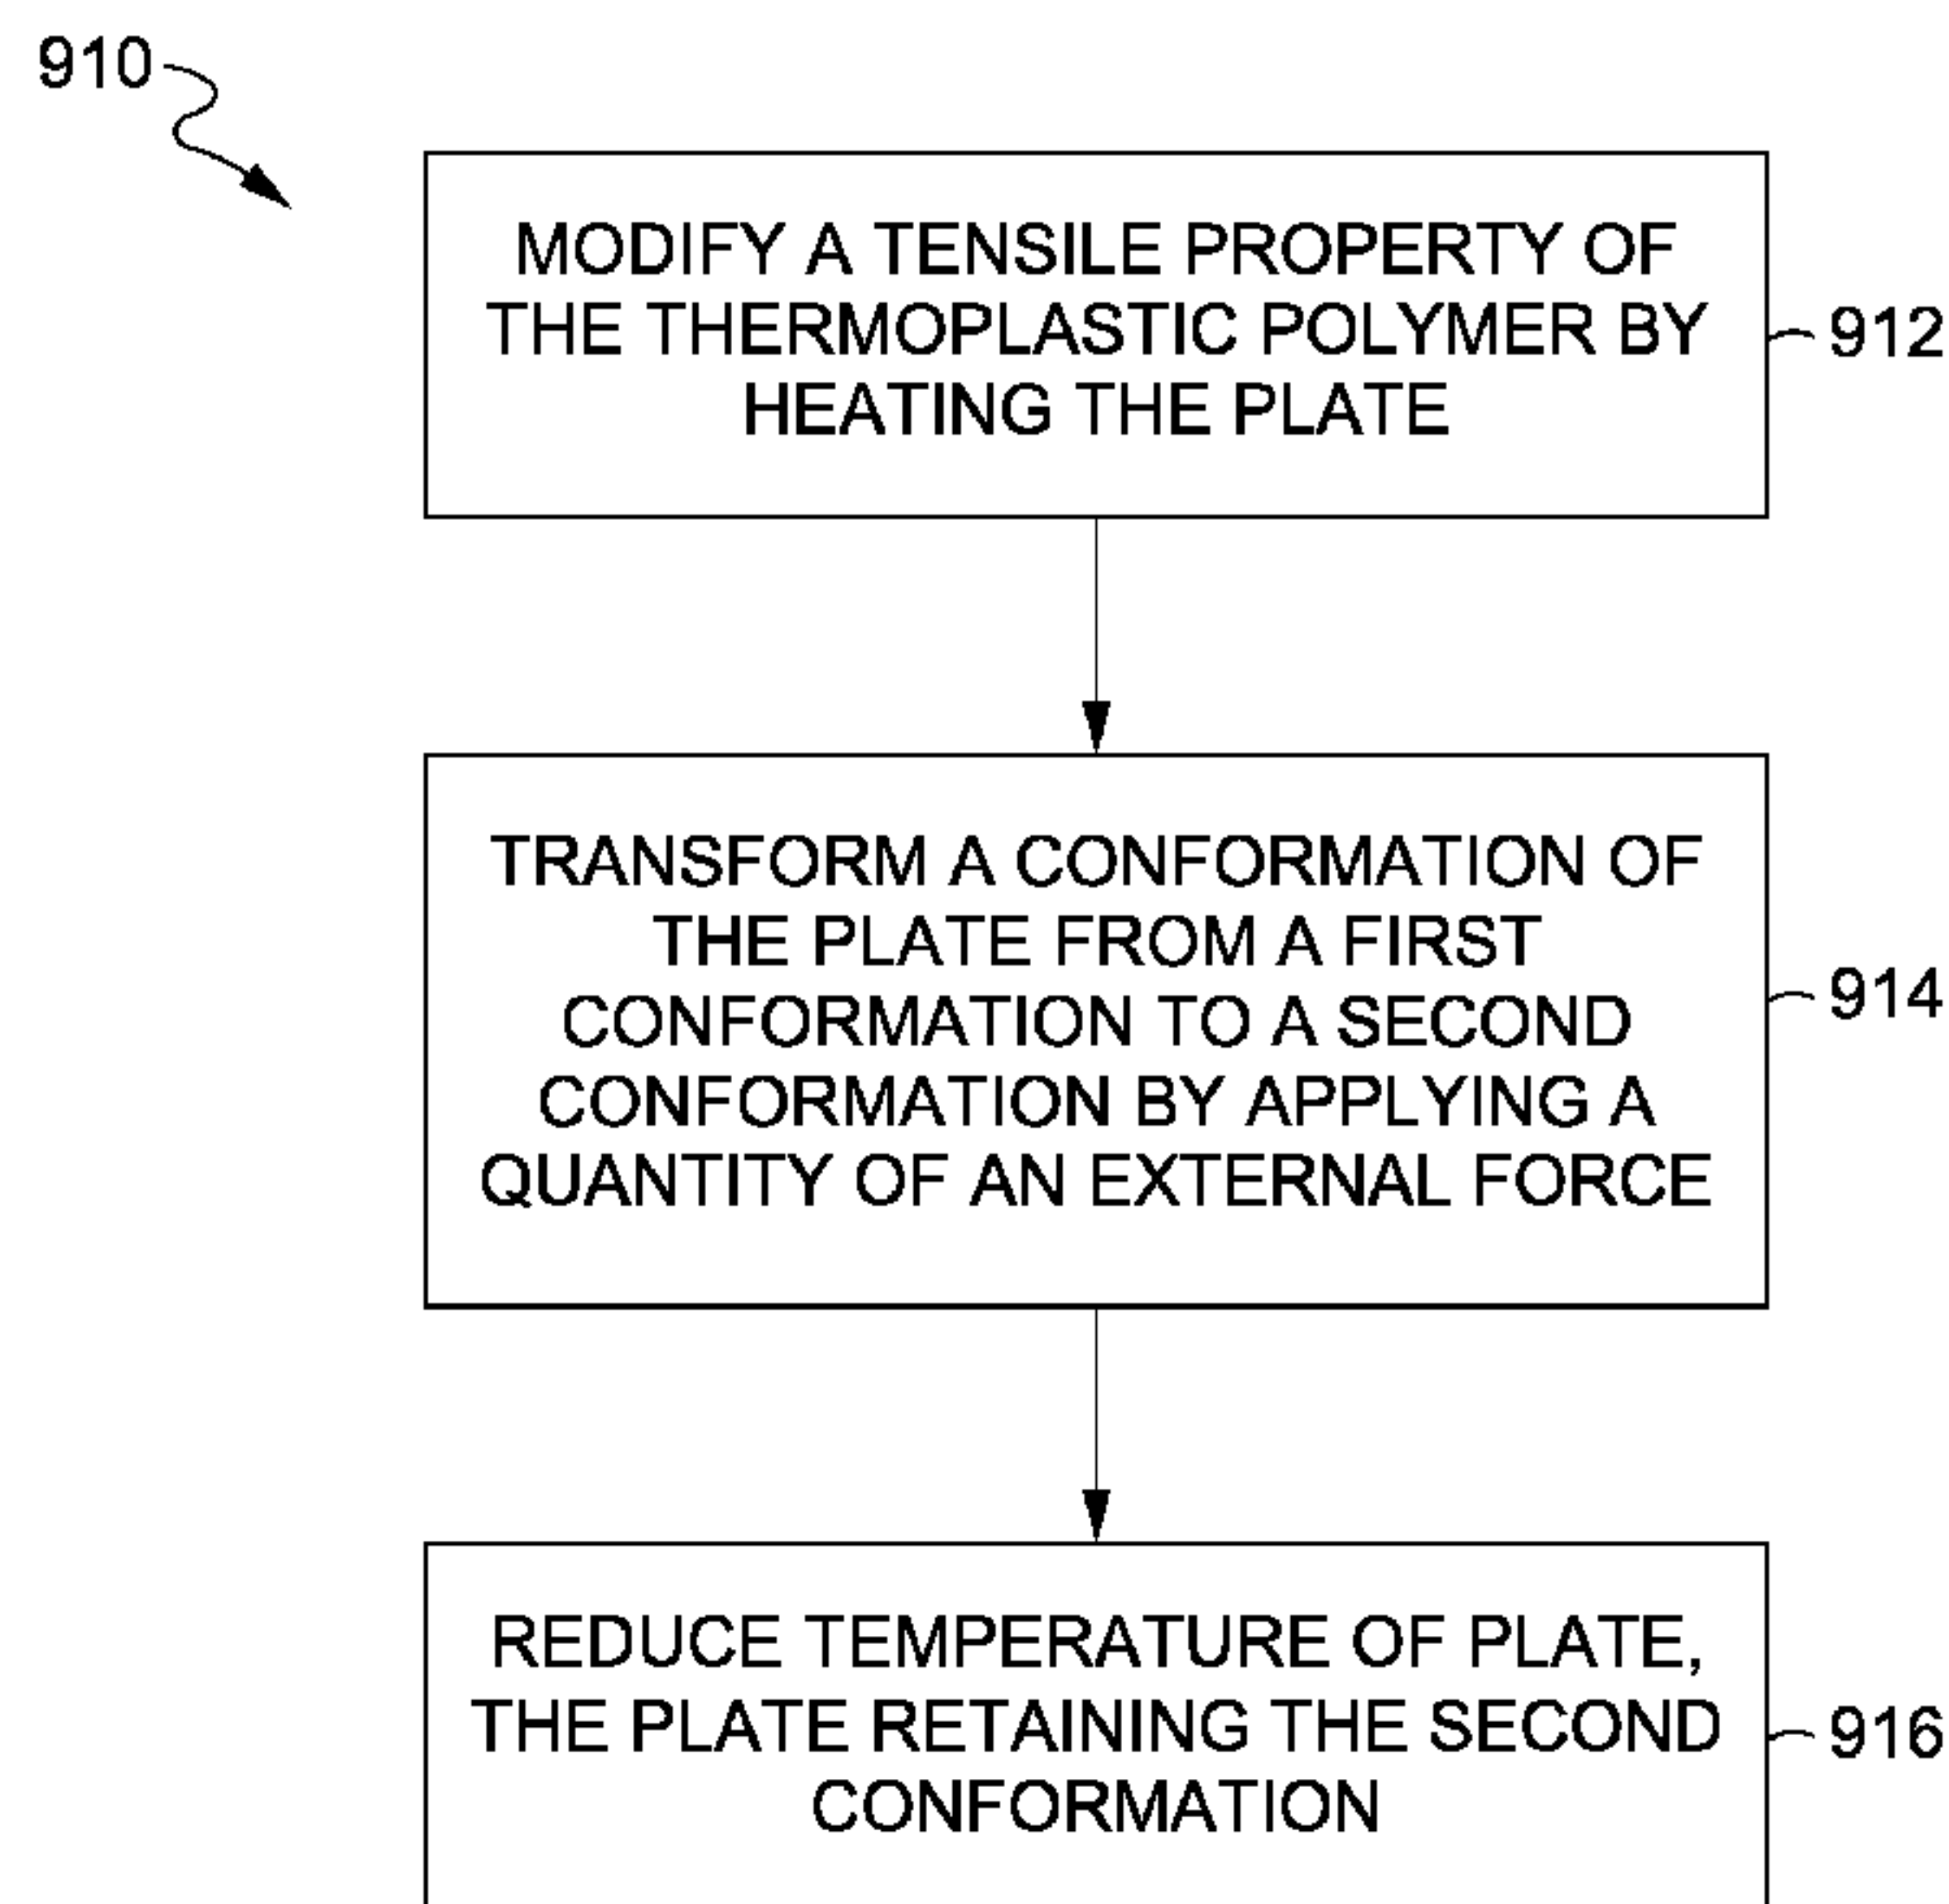 910
MODIFY A TENSILE PROPERTY OF
THE THERMOPLASTIC POLYMER BY
HEATING THE PLATE
912
TRANSFORM A CONFORMATION OF
THE PLATE FROM A FIRST
CONFORMATION TO A SECOND
CONFORMATION BY APPLYING A
QUANTITY OF AN EXTERNAL FORCE
914
REDUCE TEMPERATURE OF PLATE,
THE PLATE RETAINING THE SECOND
CONFORMATION
916